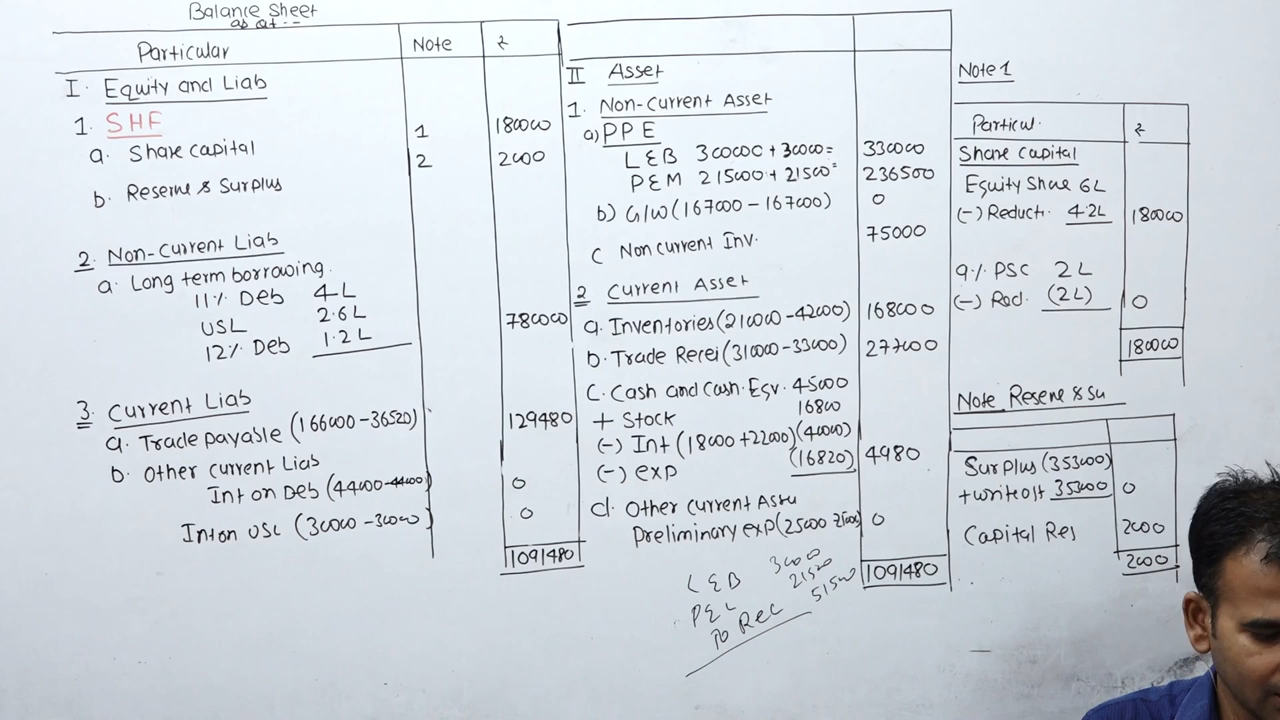 Balance Sheet
as at --
Particular Note ₹
I. Equity and Liab
1. SHF
a. Share capital 1 180000
b. Reserve & Surplus 2 2000
2. Non-Current Liab
a. Long term borrowing.
11% Deb 4L
USL 2.6L
12% Deb 1.2L 780000
3. Current Liab
a. Trade payable (166000-36520) 129480
b. Other current Liab
Int on Deb (44000-44000) 0
Int on USL (30000-30000) 0
1091480
II Asset
1. Non-Current Asset
a) PPE
L&B 300000+30000= 330000
P&M 215000+21500= 236500
b) G/W (167000-167000) 0
c Non current Inv. 75000
2 Current Asset
a. Inventories (210000-42000) 168000
b. Trade Recei (310000-33000) 277000
C. Cash and Cash. Eqv. 45000
+ Stock 16800
(-) Int (18000+22000) (40000)
(-) exp (16820) 4980
d. Other current Asset
Preliminary exp (25000 25000) 0
1091480
L&B 3000
P&L 21500
To Rec 51500
Note 1
Particul. ₹
Share Capital
Equity Share 6L
(-) Reduct. 4.2L 180000
9% PSC 2L
(-) Red. (2L) 0
180000
Note Reserve & Su
Surplus (353000)
+ write off 353000 0
Capital Res 2000
2000